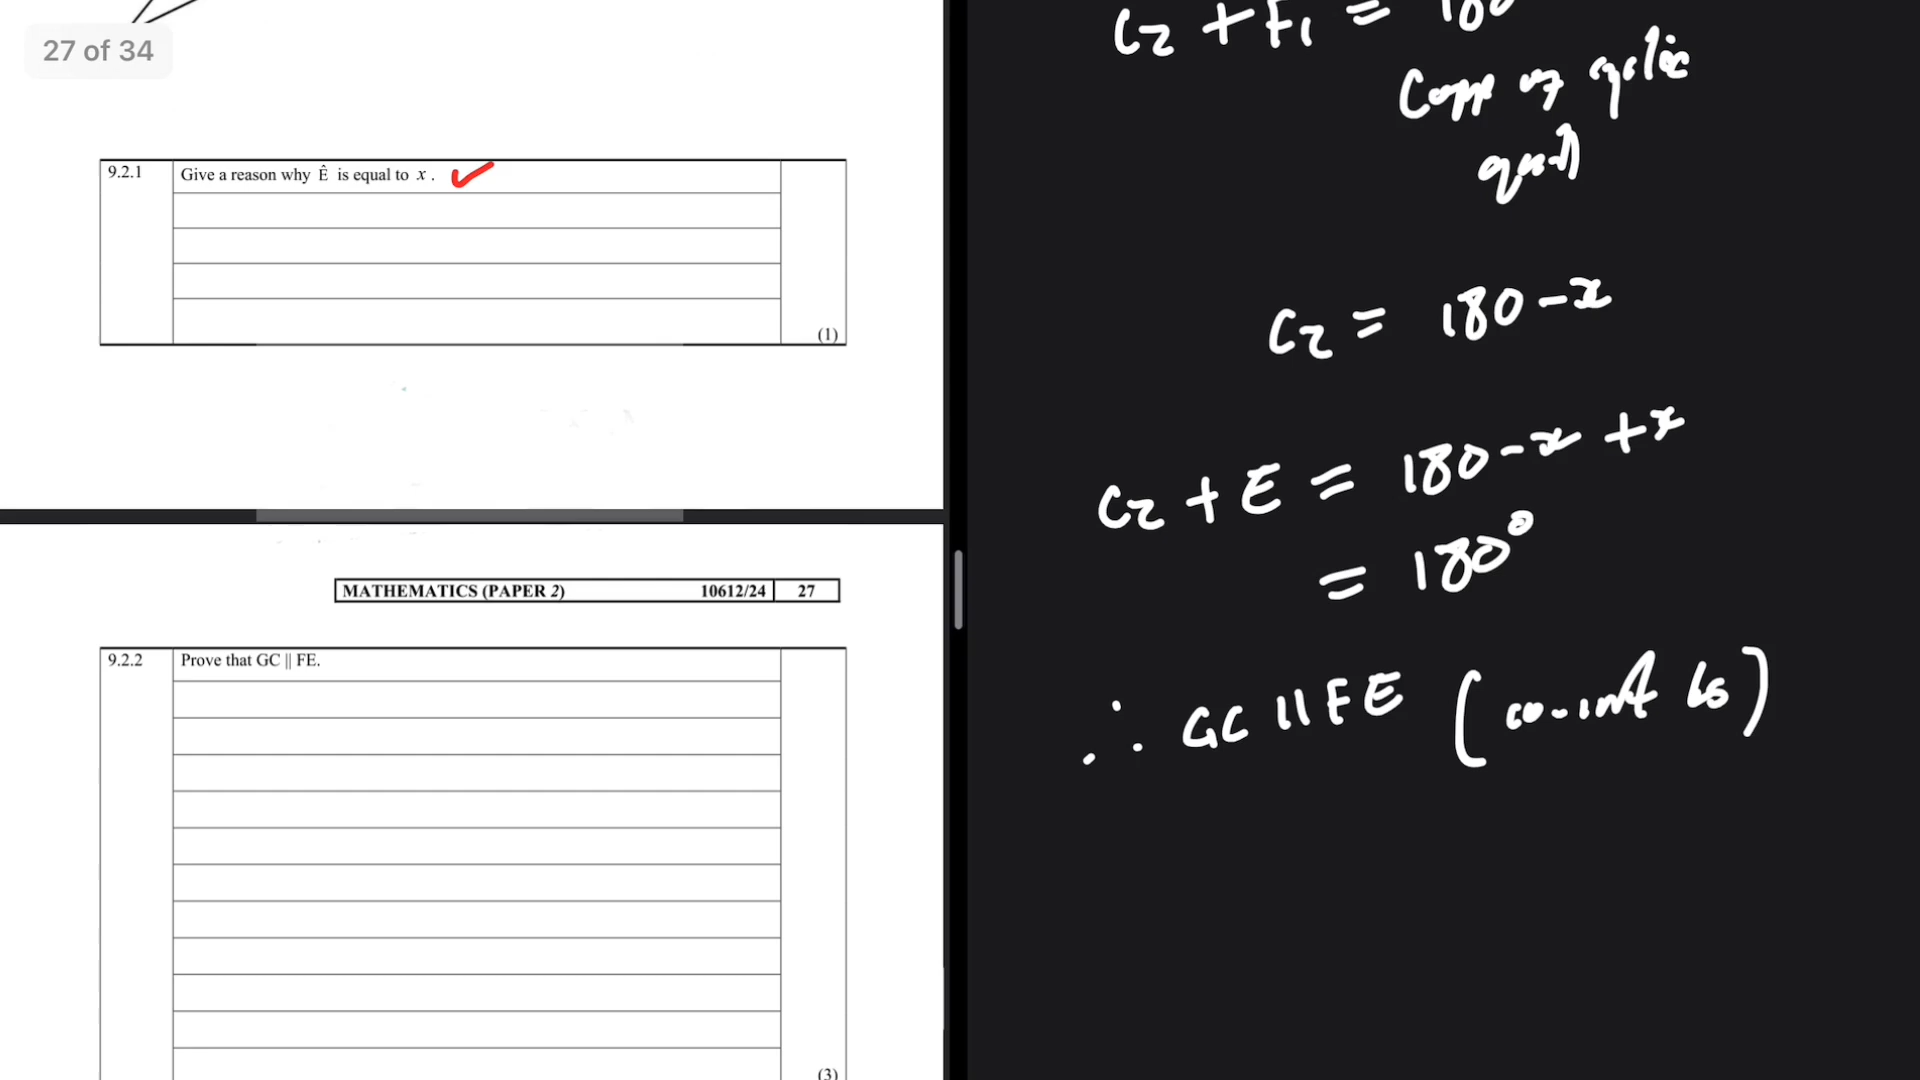 27 of 34
9.2.1 Give a reason why Ê is equal to x.
(1)
MATHEMATICS (PAPER 2) 10612/24 27
9.2.2 Prove that GC || FE.
(3)
C2 + F1 = 180
(opp of cyclic
quad)
C2 = 180 - x
C2 + E = 180 - x + x
= 180°
∴ GC || FE (co-int ∠s)